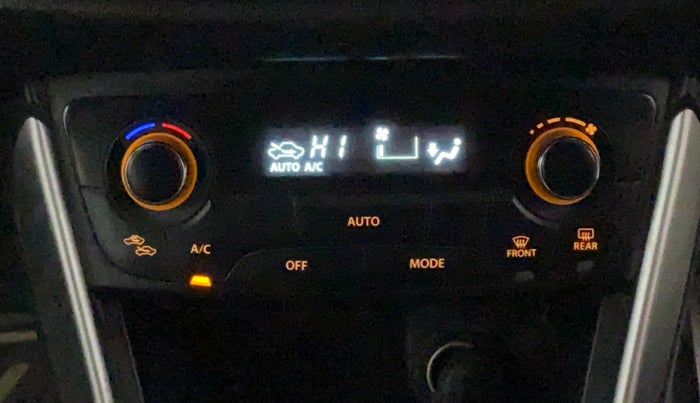 HI
AUTO A/C
AUTO
A/C
OFF
MODE
FRONT
REAR